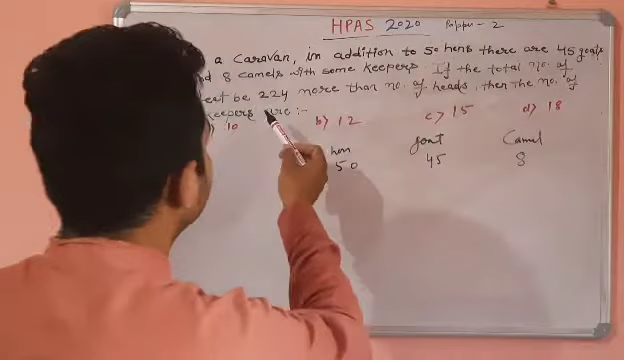 HPAS 2020 Paper-2
a Caravan, in addition to 50 hens there are 45 goats
8 camels with some keepers If the total no. of
feet be 224 more than no. of heads, then the no. of
keepers are :-
10 b) 12 c) 15 d) 18
hen goat Camel
50 45 8